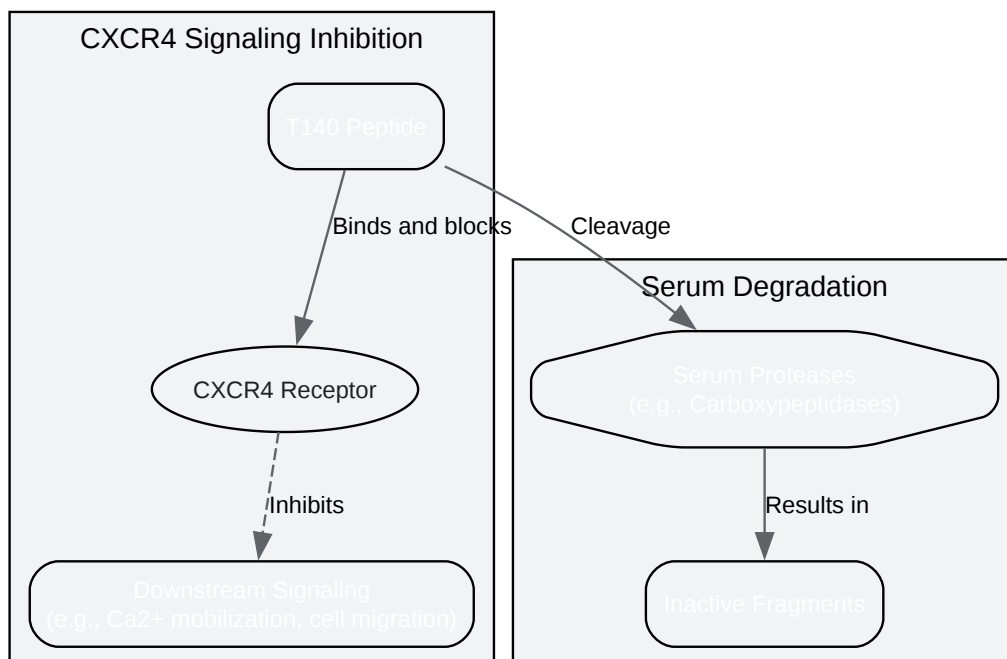 CXCR4 Signaling Inhibition
T140 Peptide
Binds and blocks
Cleavage
CXCR4 Receptor
Inhibits
Downstream Signaling
(e.g., Ca2+ mobilization, cell migration)
Serum Degradation
Serum Proteases
(e.g., Carboxypeptidases)
Results in
Inactive Fragments